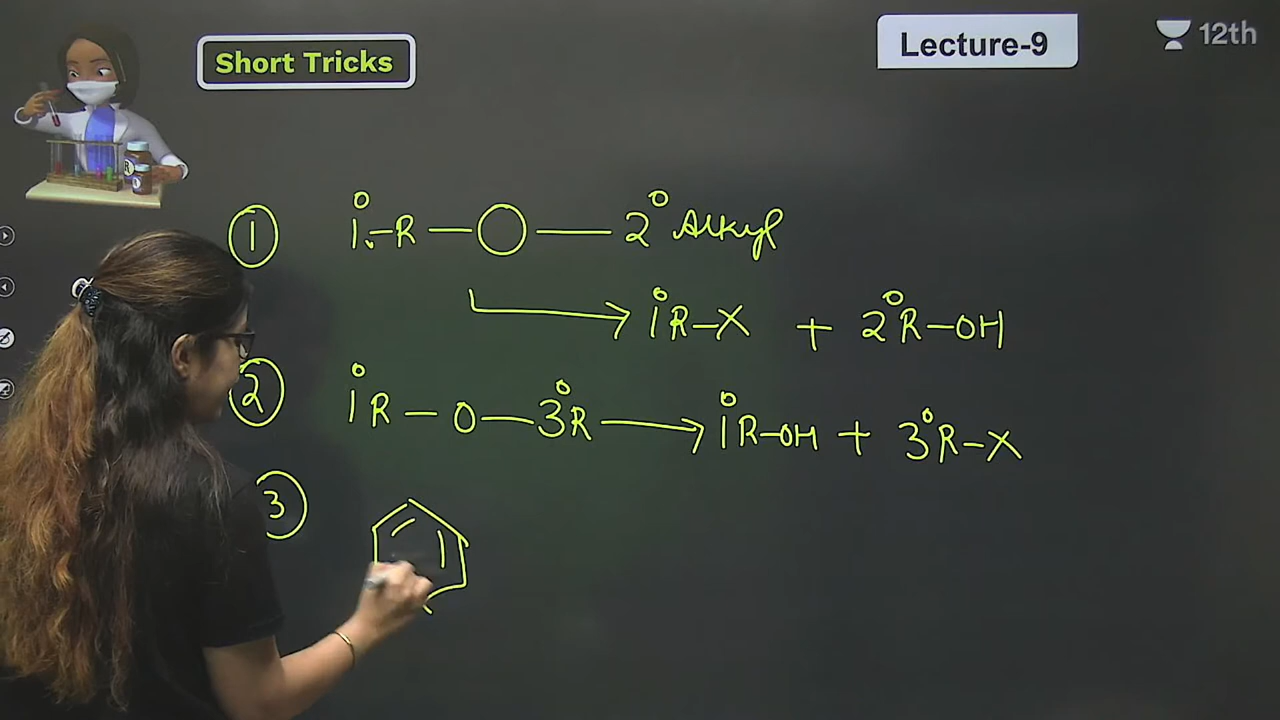 Short Tricks
Lecture-9
12th
① 1° R – O – 2° Alkyl
→ 1° R–X + 2° R–OH
② 1° R – O – 3° R → 1° R–OH + 3° R–X
③